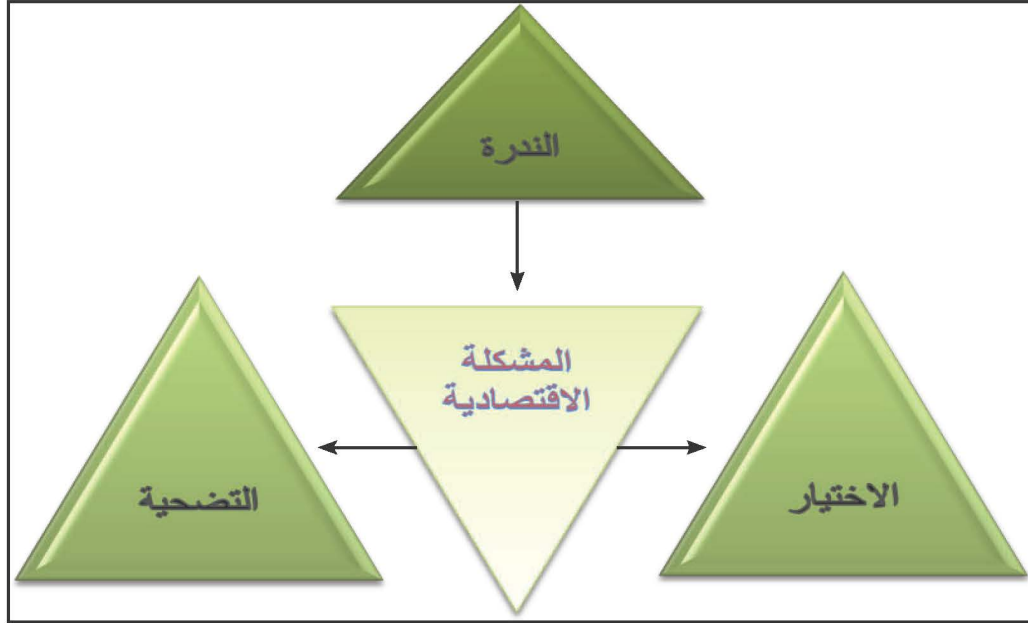 الندرة
المشكلة
الاقتصادية
الاختيار
التضحية